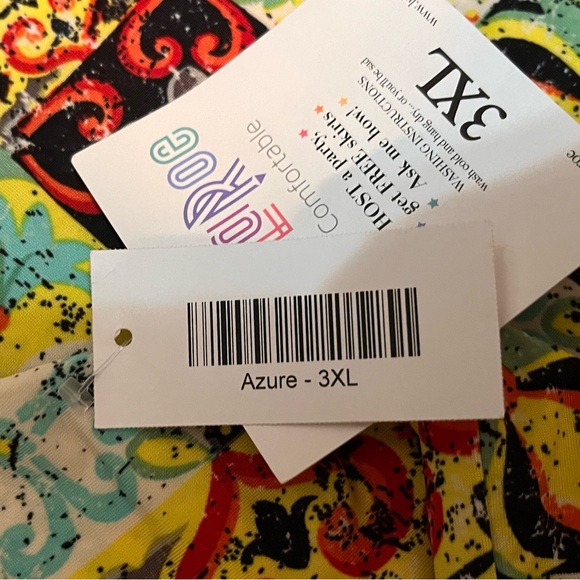 Azure - 3XL
3XL
WASHING INSTRUCTIONS
wash cold and hang dry... or you'll be sad
HOST a party,
get FREE skirts
Ask me how!
Comfortable